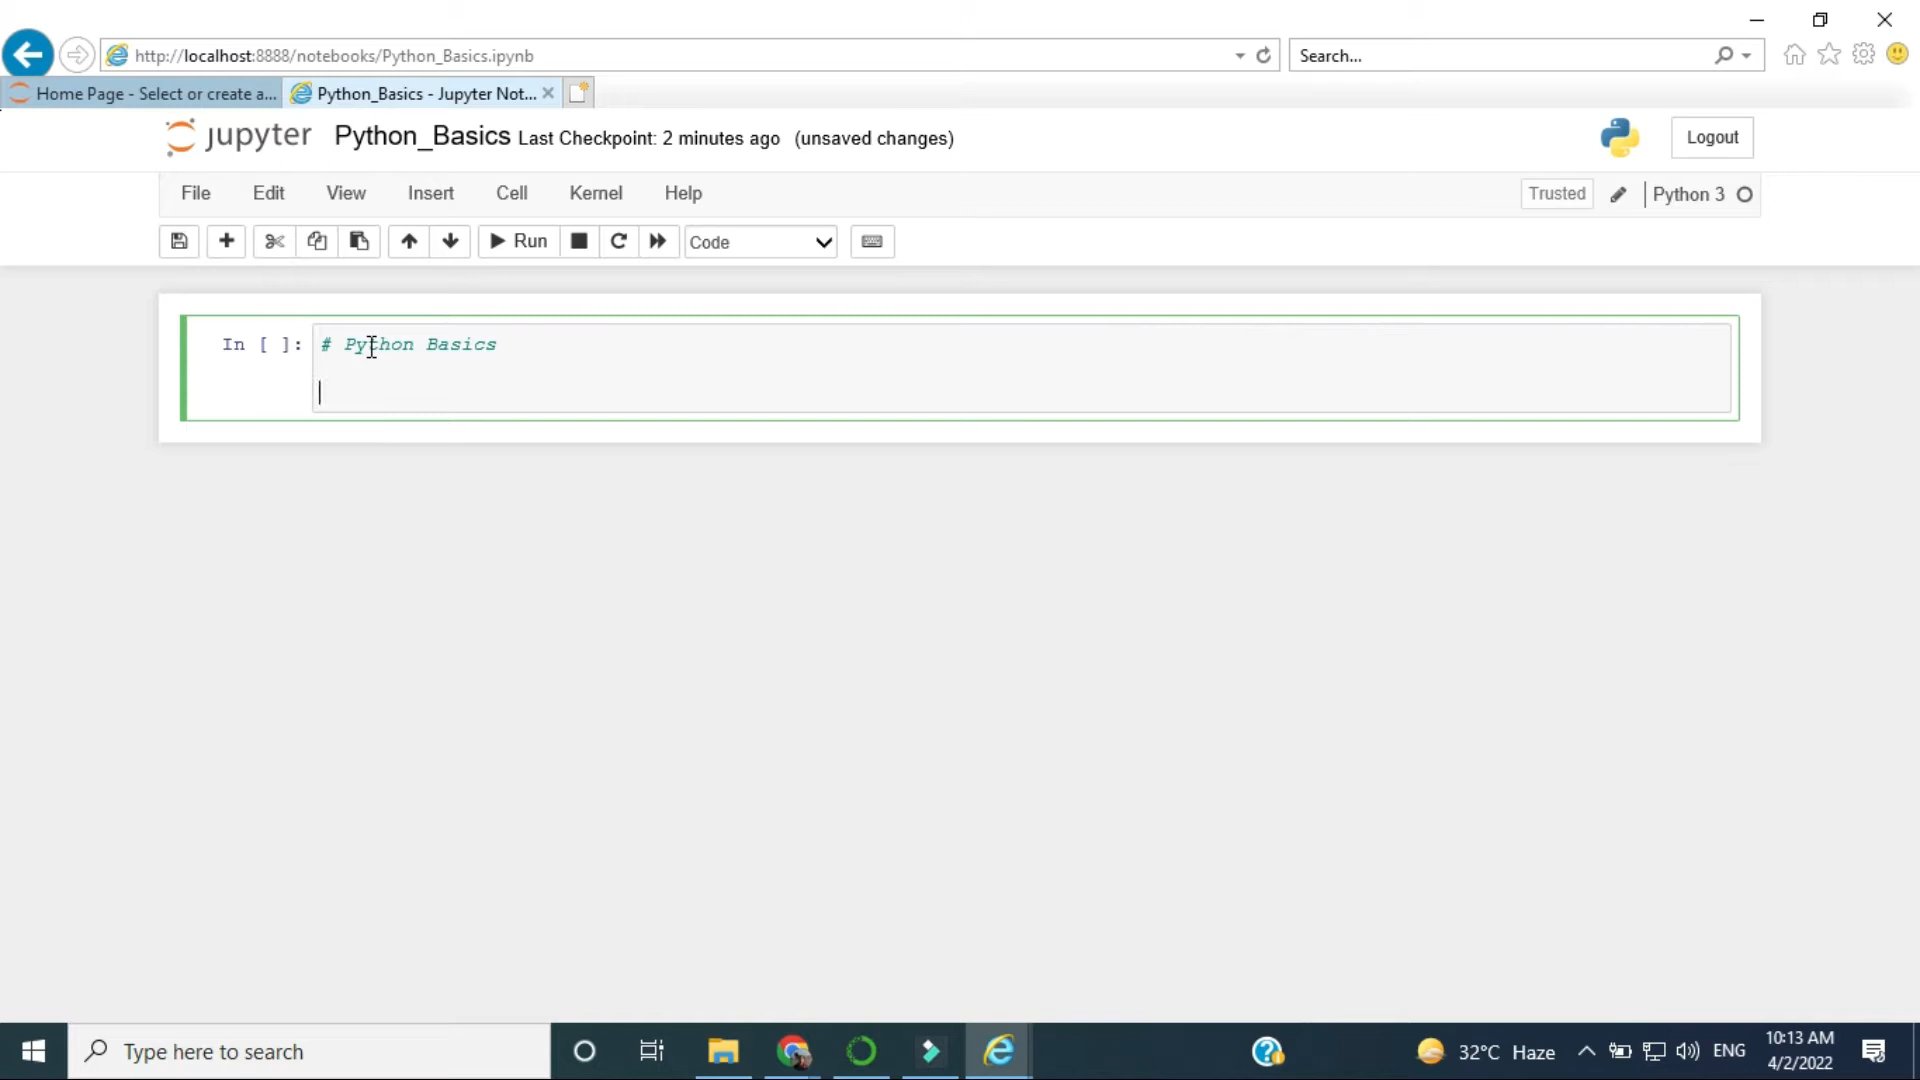 http://localhost:8888/notebooks/Python_Basics.ipynb
Search...
Home Page - Select or create a...
Python_Basics - Jupyter Not...
jupyter
Python_Basics Last Checkpoint: 2 minutes ago (unsaved changes)
Logout
File Edit View Insert Cell Kernel Help
Trusted
Python 3
Run
Code
In [ ]: # Python Basics
Type here to search
32°C Haze
ENG
10:13 AM
4/2/2022